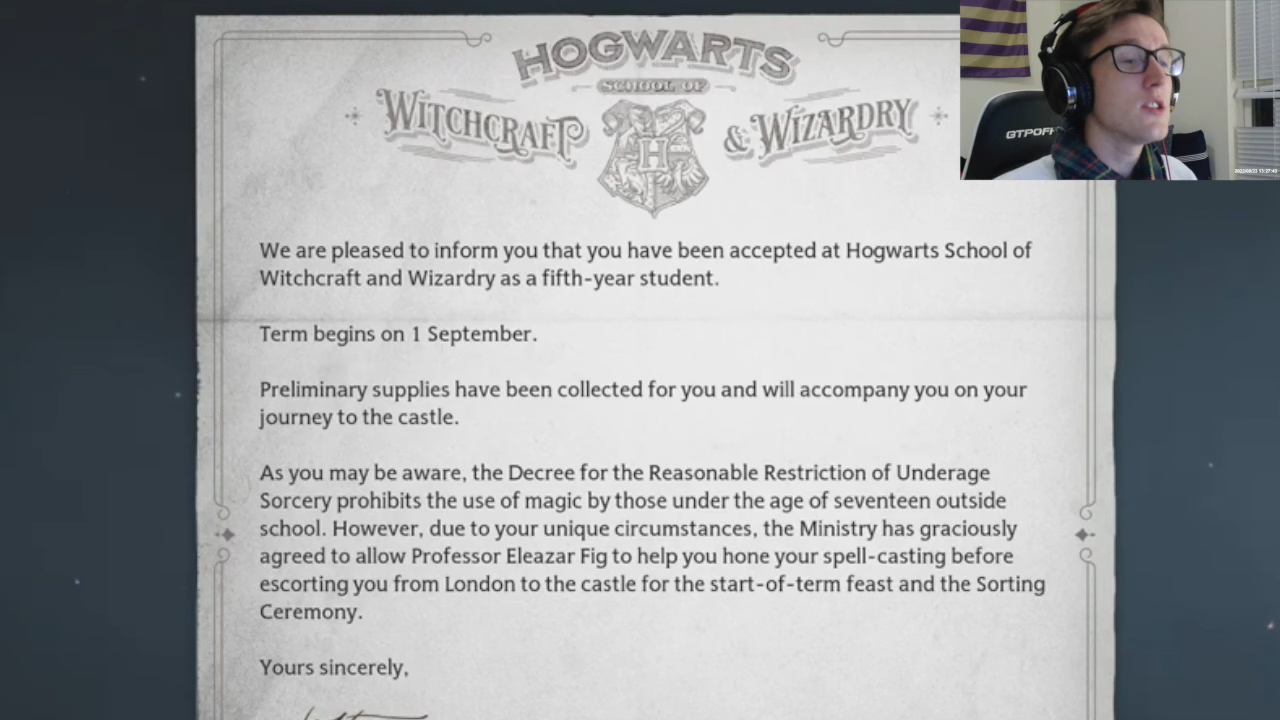 HOGWARTS
SCHOOL OF
WITCHCRAFT & WIZARDRY
H
We are pleased to inform you that you have been accepted at Hogwarts School of
Witchcraft and Wizardry as a fifth-year student.
Term begins on 1 September.
Preliminary supplies have been collected for you and will accompany you on your
journey to the castle.
As you may be aware, the Decree for the Reasonable Restriction of Underage
Sorcery prohibits the use of magic by those under the age of seventeen outside
school. However, due to your unique circumstances, the Ministry has graciously
agreed to allow Professor Eleazar Fig to help you hone your spell-casting before
escorting you from London to the castle for the start-of-term feast and the Sorting
Ceremony.
Yours sincerely,